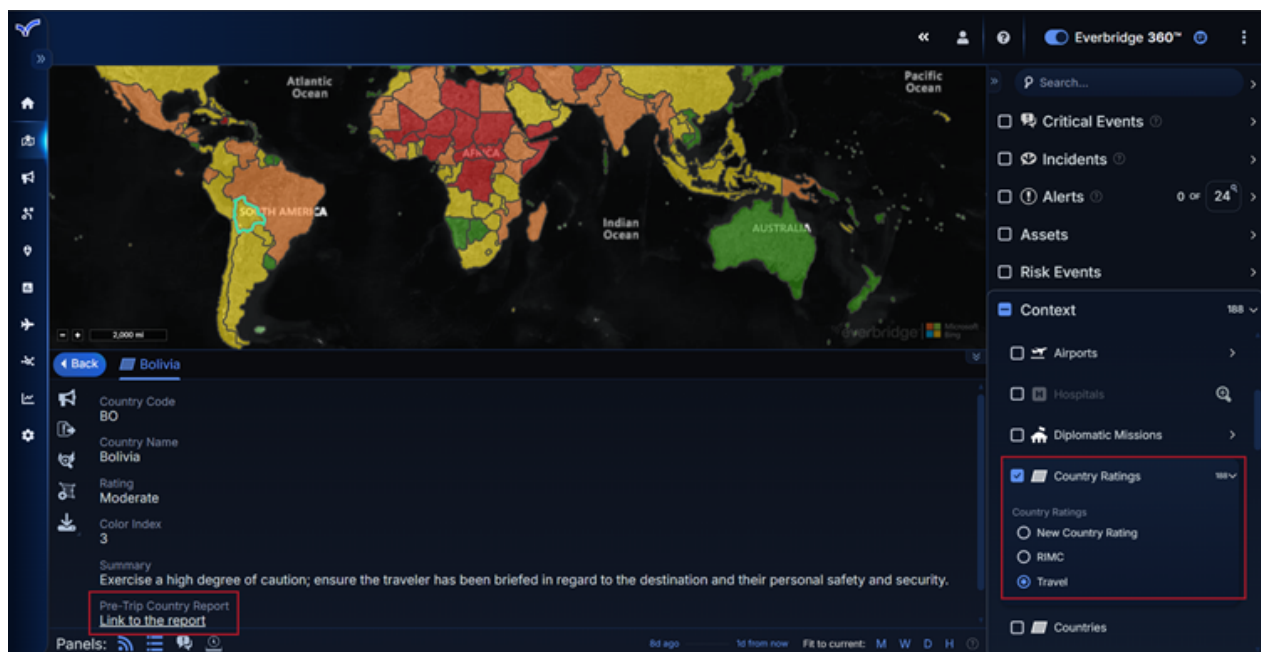 «
Everbridge 360™
»
Atlantic
Ocean
Pacific
Ocean
AFRICA
SOUTH AMERICA
Indian
Ocean
AUSTRALIA
- + 2,000 mi
everbridge | Microsoft
Bing
» Search...
Critical Events
Incidents
Alerts 0 OF 24
Assets
Risk Events
Context 188
Airports
Hospitals
Diplomatic Missions
Country Ratings 188
Country Ratings
New Country Rating
RIMC
Travel
Countries
Back Bolivia
Country Code
BO
Country Name
Bolivia
Rating
Moderate
Color Index
3
Summary
Exercise a high degree of caution; ensure the traveler has been briefed in regard to the destination and their personal safety and security.
Pre-Trip Country Report
Link to the report
Panels: 8d ago 1d from now Fit to current: M W D H